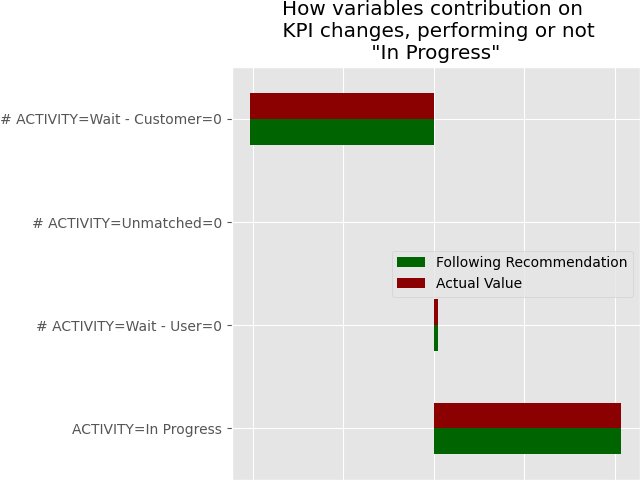 How variables contribution on
KPI changes, performing or not
"In Progress"
# ACTIVITY=Wait - Customer=0
# ACTIVITY=Unmatched=0
Following Recommendation
Actual Value
# ACTIVITY=Wait - User=0
ACTIVITY=In Progress